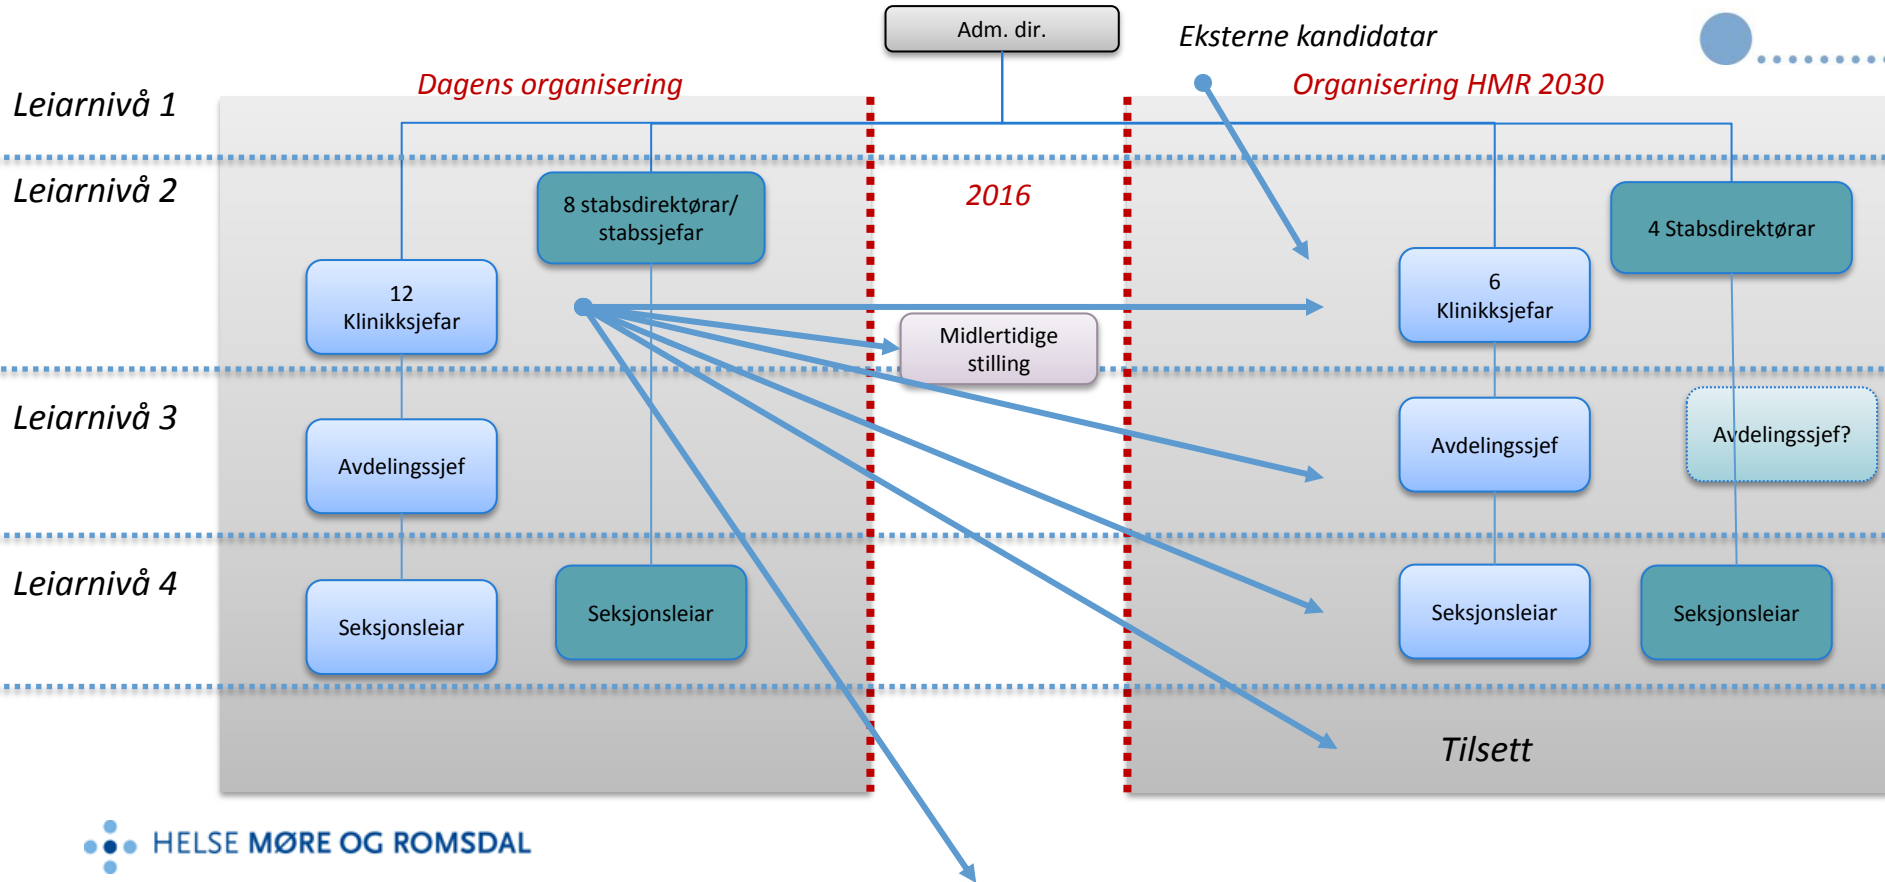 Adm. dir.
Eksterne kandidatar
Dagens organisering
Organisering HMR 2030
Leiarnivå 1
Leiarnivå 2
8 stabsdirektørar/
stabssjefar
2016
4 Stabsdirektørar
12
Klinikksjefar
6
Klinikksjefar
Midlertidige
stilling
Leiarnivå 3
Avdelingssjef
Avdelingssjef
Avdelingssjef?
Leiarnivå 4
Seksjonsleiar
Seksjonsleiar
Seksjonsleiar
Seksjonsleiar
Tilsett
HELSE MØRE OG ROMSDAL